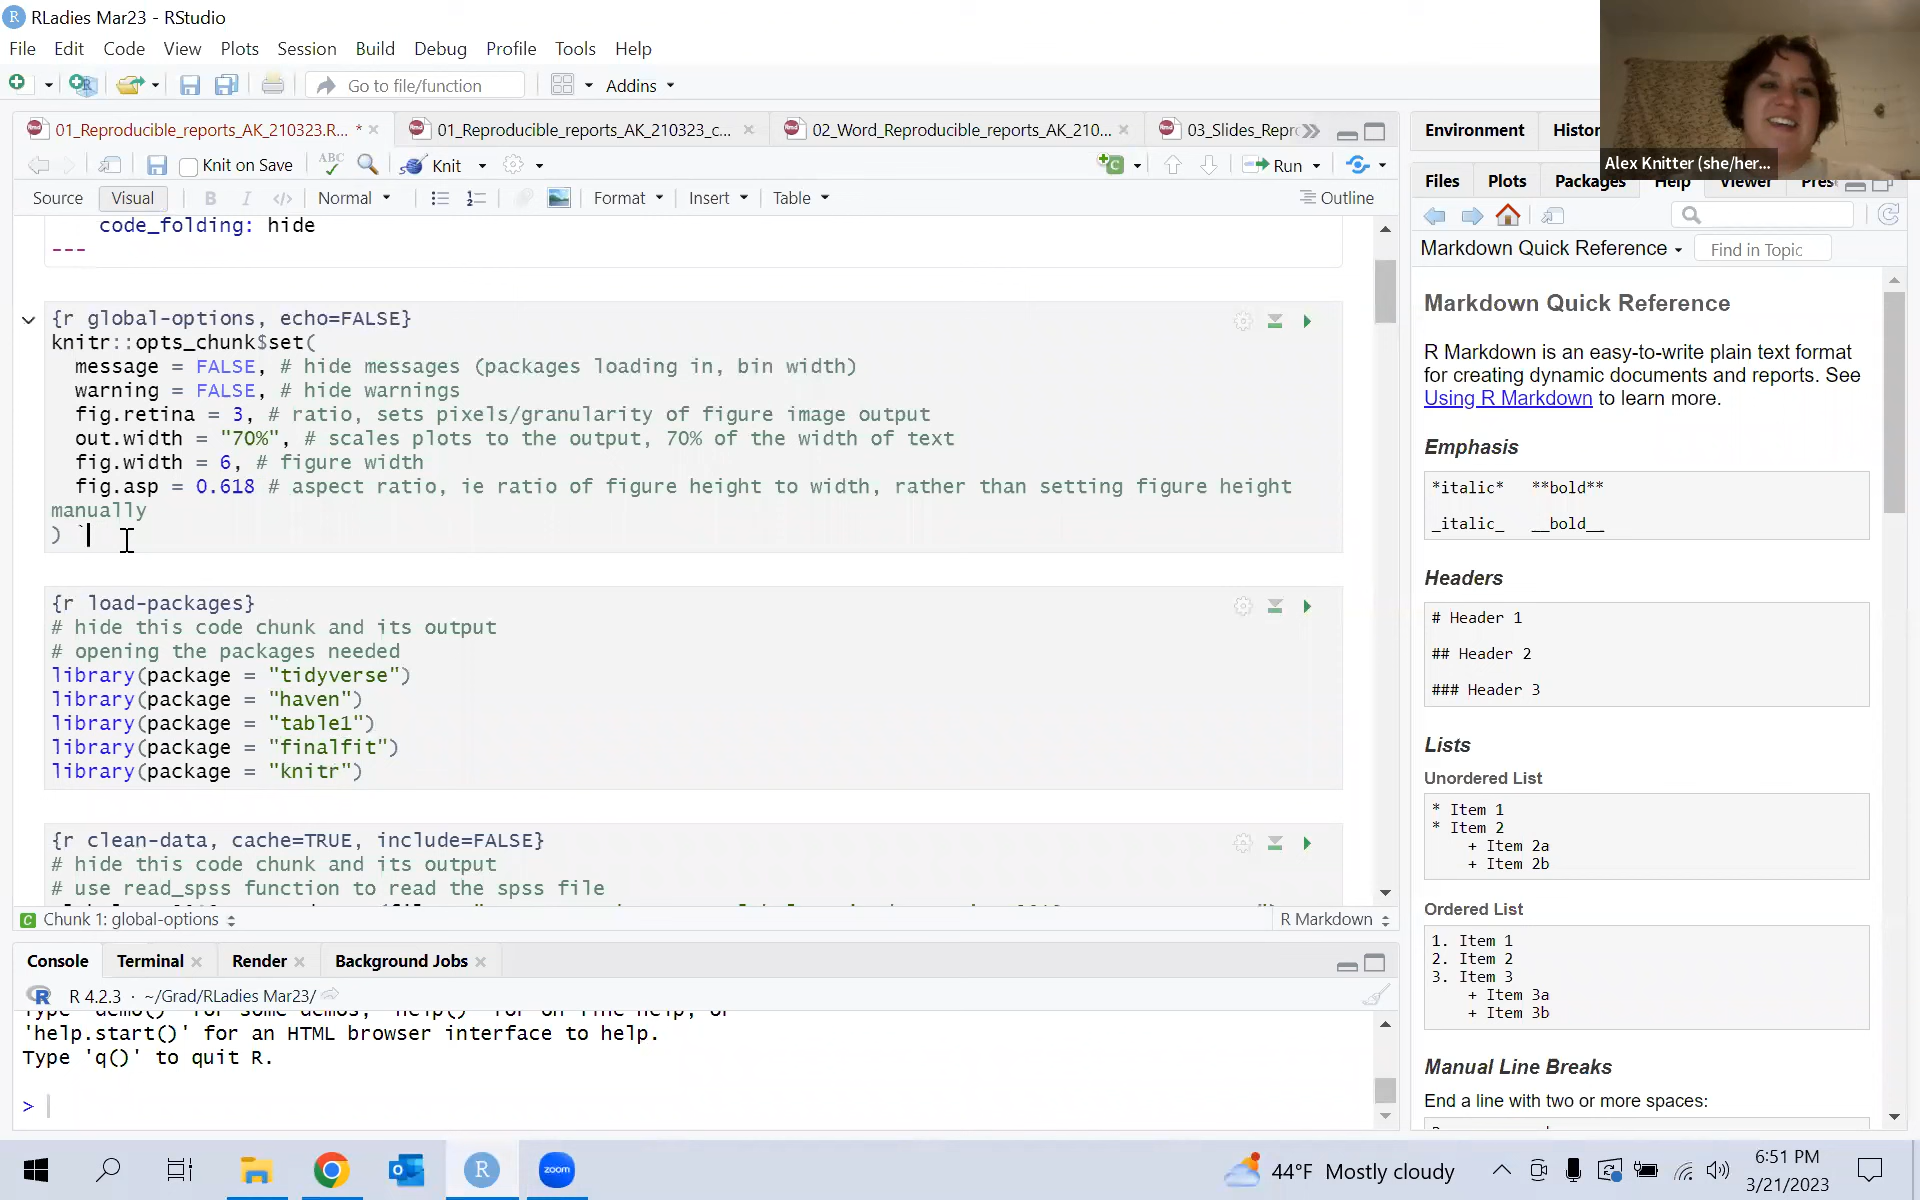 RLadies Mar23 - RStudio
File Edit Code View Plots Session Build Debug Profile Tools Help
Go to file/function Addins
01_Reproducible_reports_AK_210323.R... * 01_Reproducible_reports_AK_210323_c... 02_Word_Reproducible_reports_AK_210... 03_Slides_Repro
Knit on Save ABC Knit Run
Source Visual B I </> Normal Format Insert Table Outline
code_folding: hide
---
{r global-options, echo=FALSE}
knitr::opts_chunk$set(
message = FALSE, # hide messages (packages loading in, bin width)
warning = FALSE, # hide warnings
fig.retina = 3, # ratio, sets pixels/granularity of figure image output
out.width = "70%", # scales plots to the output, 70% of the width of text
fig.width = 6, # figure width
fig.asp = 0.618 # aspect ratio, ie ratio of figure height to width, rather than setting figure height
manually
) `
{r load-packages}
# hide this code chunk and its output
# opening the packages needed
library(package = "tidyverse")
library(package = "haven")
library(package = "table1")
library(package = "finalfit")
library(package = "knitr")
{r clean-data, cache=TRUE, include=FALSE}
# hide this code chunk and its output
# use read_spss function to read the spss file
Chunk 1: global-options R Markdown
Console Terminal Render Background Jobs
R 4.2.3 · ~/Grad/RLadies Mar23/
Type 'demo()' for some demos, 'help()' for on-line help, or
'help.start()' for an HTML browser interface to help.
Type 'q()' to quit R.
>
Environment Histor
Alex Knitter (she/her...
Files Plots Packages Help Viewer Pres
Markdown Quick Reference Find in Topic
Markdown Quick Reference
R Markdown is an easy-to-write plain text format
for creating dynamic documents and reports. See
Using R Markdown to learn more.
Emphasis
*italic* **bold**
_italic_ __bold__
Headers
# Header 1
## Header 2
### Header 3
Lists
Unordered List
* Item 1
* Item 2
+ Item 2a
+ Item 2b
Ordered List
1. Item 1
2. Item 2
3. Item 3
+ Item 3a
+ Item 3b
Manual Line Breaks
End a line with two or more spaces:
zoom
44°F Mostly cloudy
6:51 PM
3/21/2023